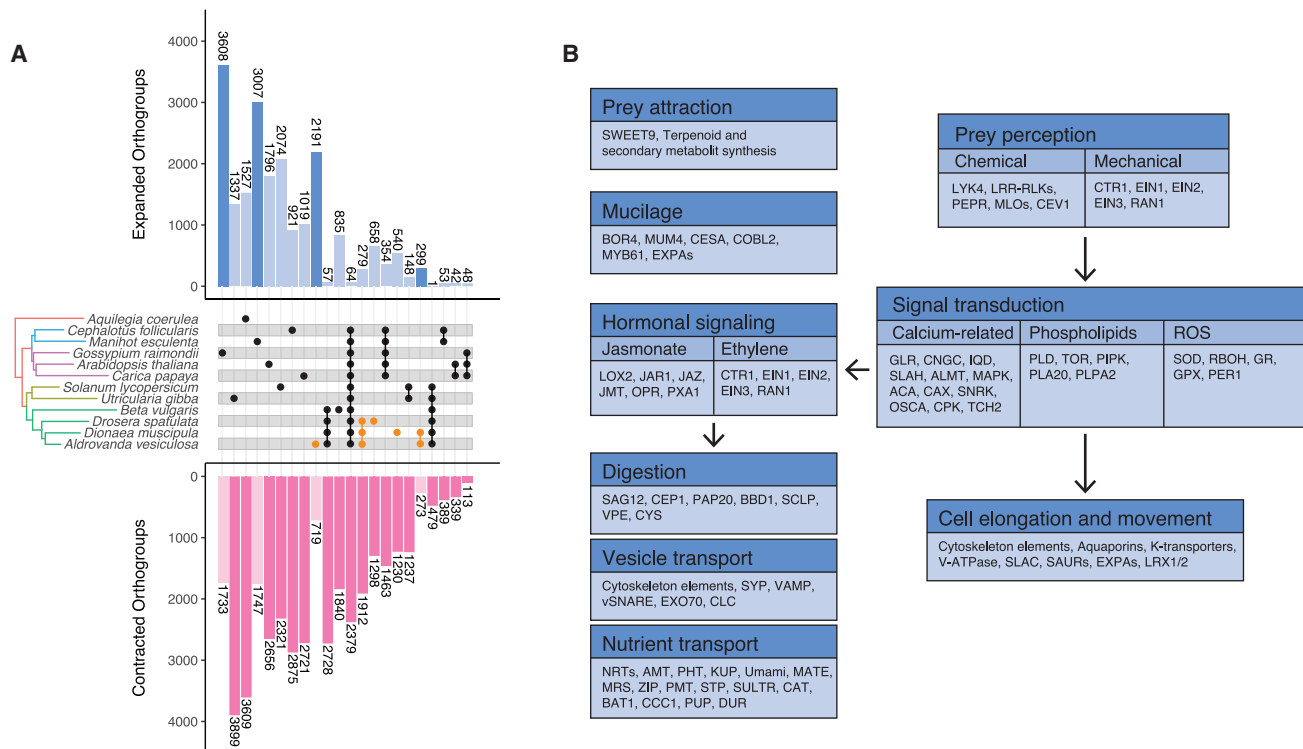 A
Expanded Orthogroups
4000
3000
2000
1000
0
3608
1337
1527
3007
1796
2074
921
1019
2191
57
835
64
279
658
354
540
148
299
1
53
42
48
Aquilegia coerulea
Cephalotus follicularis
Manihot esculenta
Gossypium raimondii
Arabidopsis thaliana
Carica papaya
Solanum lycopersicum
Utricularia gibba
Beta vulgaris
Drosera spatulata
Dionaea muscipula
Aldrovanda vesiculosa
Contracted Orthogroups
0
1000
2000
3000
4000
1733
3899
3609
1747
2656
2321
2875
2721
719
2728
1840
2379
1912
1298
1463
1230
1237
273
479
389
339
113
B
Prey attraction
SWEET9, Terpenoid and
secondary metabolit synthesis
Mucilage
BOR4, MUM4, CESA, COBL2,
MYB61, EXPAs
Hormonal signaling
Jasmonate
LOX2, JAR1, JAZ,
JMT, OPR, PXA1
Ethylene
CTR1, EIN1, EIN2,
EIN3, RAN1
Digestion
SAG12, CEP1, PAP20, BBD1, SCLP,
VPE, CYS
Vesicle transport
Cytoskeleton elements, SYP, VAMP,
vSNARE, EXO70, CLC
Nutrient transport
NRTs, AMT, PHT, KUP, Umami, MATE,
MRS, ZIP, PMT, STP, SULTR, CAT,
BAT1, CCC1, PUP, DUR
Prey perception
Chemical
LYK4, LRR-RLKs,
PEPR, MLOs, CEV1
Mechanical
CTR1, EIN1, EIN2,
EIN3, RAN1
Signal transduction
Calcium-related
GLR, CNGC, IQD,
SLAH, ALMT, MAPK,
ACA, CAX, SNRK,
OSCA, CPK, TCH2
Phospholipids
PLD, TOR, PIPK,
PLA20, PLPA2
ROS
SOD, RBOH, GR,
GPX, PER1
Cell elongation and movement
Cytoskeleton elements, Aquaporins, K-transporters,
V-ATPase, SLAC, SAURs, EXPAs, LRX1/2